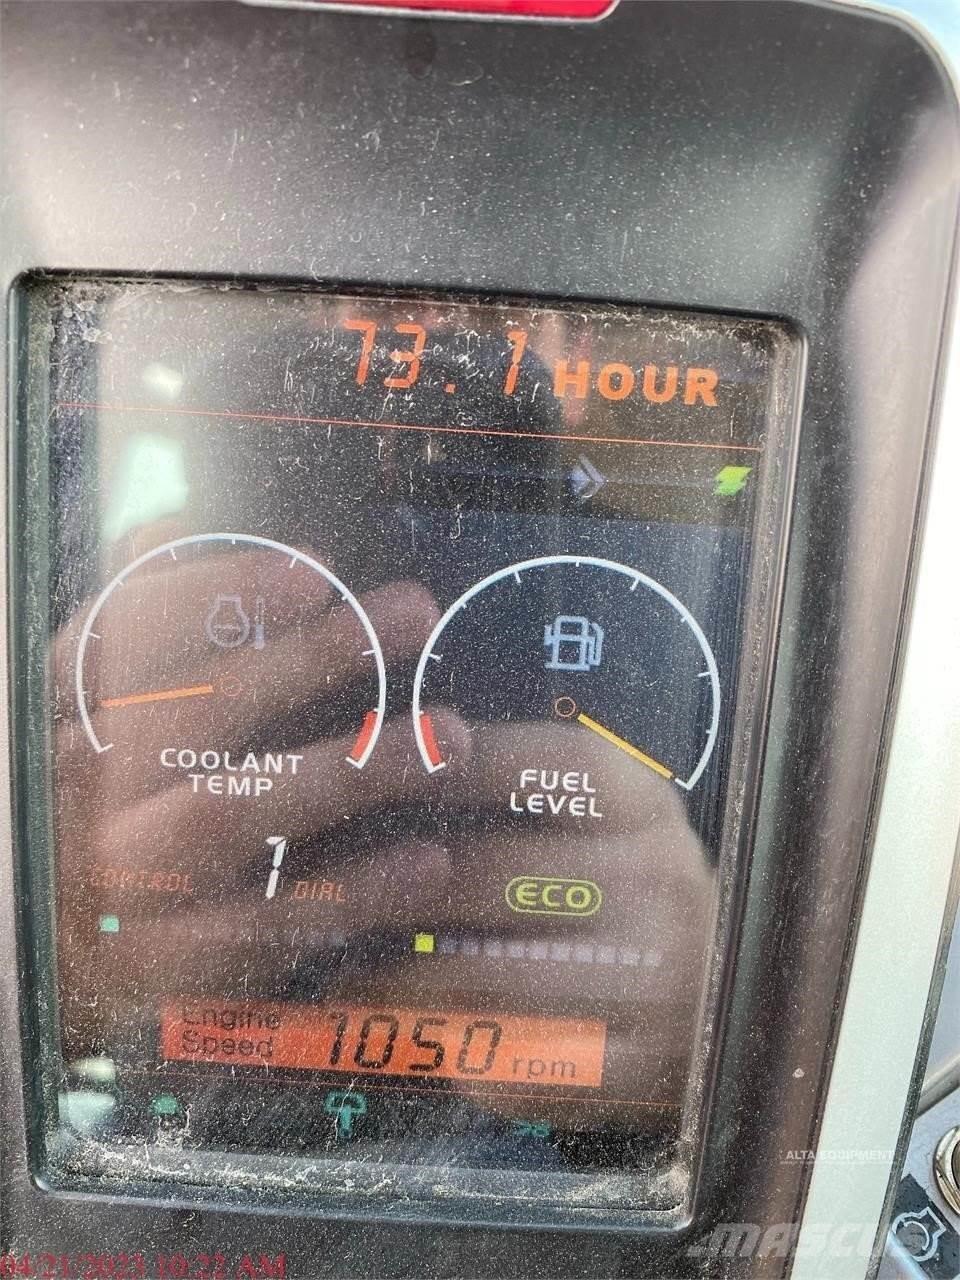 73.1 HOUR
COOLANT
TEMP
FUEL
LEVEL
CONTROL 1 DIAL
ECO
Engine
Speed 1050 rpm
ALTA EQUIPMENT
MASCUS
04/21/2023 10:22 AM